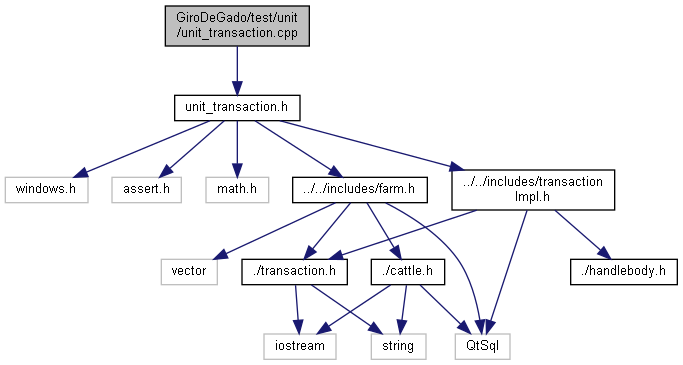 GiroDeGado/test/unit
/unit_transaction.cpp
unit_transaction.h
windows.h
assert.h
math.h
../../includes/farm.h
../../includes/transaction
Impl.h
vector
./transaction.h
./cattle.h
./handlebody.h
iostream
string
QtSql